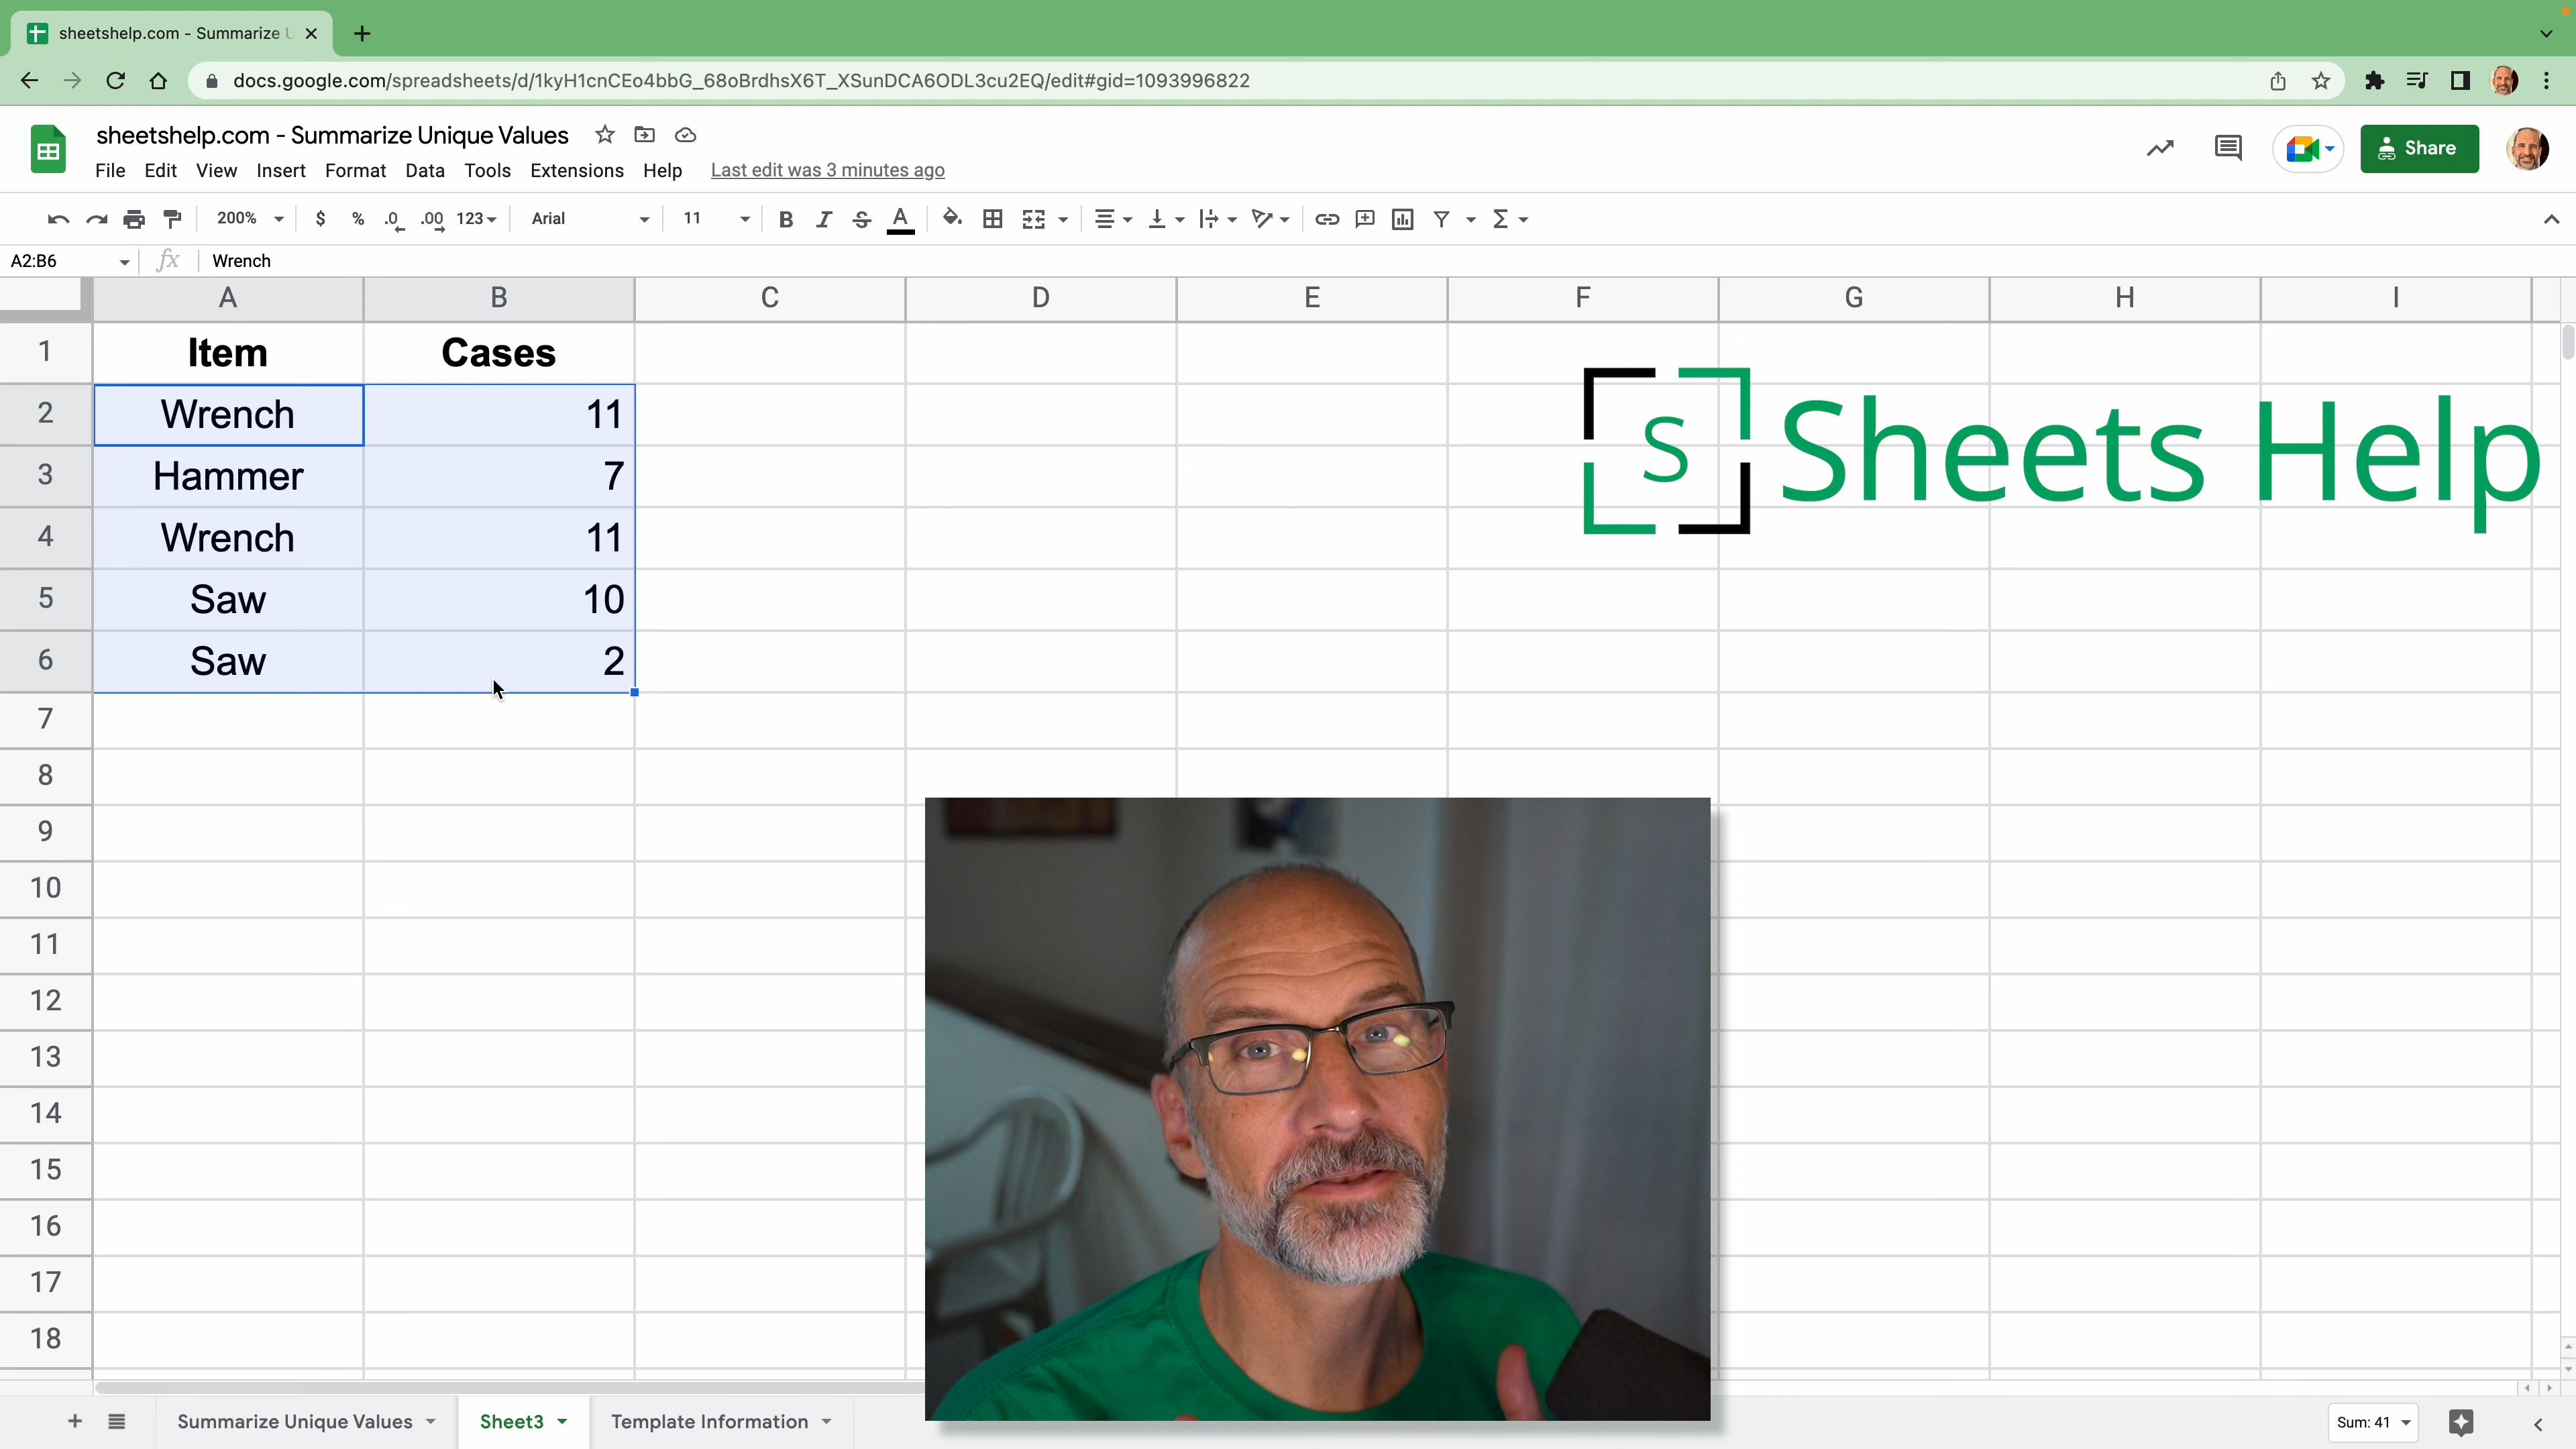 sheetshelp.com - Summarize U
docs.google.com/spreadsheets/d/1kyH1cnCEo4bbG_68oBrdhsX6T_XSunDCA6ODL3cu2EQ/edit#gid=1093996822
sheetshelp.com - Summarize Unique Values
Share
File Edit View Insert Format Data Tools Extensions Help Last edit was 3 minutes ago
200% $ % .0 .00 123 Arial 11 B I S A Σ
A2:B6 fx Wrench
A B C D E F G H I
1 Item Cases
2 Wrench 11
3 Hammer 7
4 Wrench 11
5 Saw 10
6 Saw 2
S Sheets Help
7
8
9
10
11
12
13
14
15
16
17
18
+ Summarize Unique Values Sheet3 Template Information Sum: 41